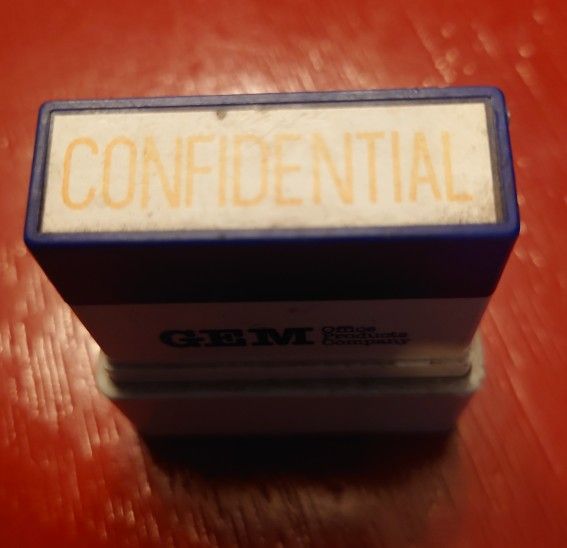 CONFIDENTIAL
GEM Office
Products
Company